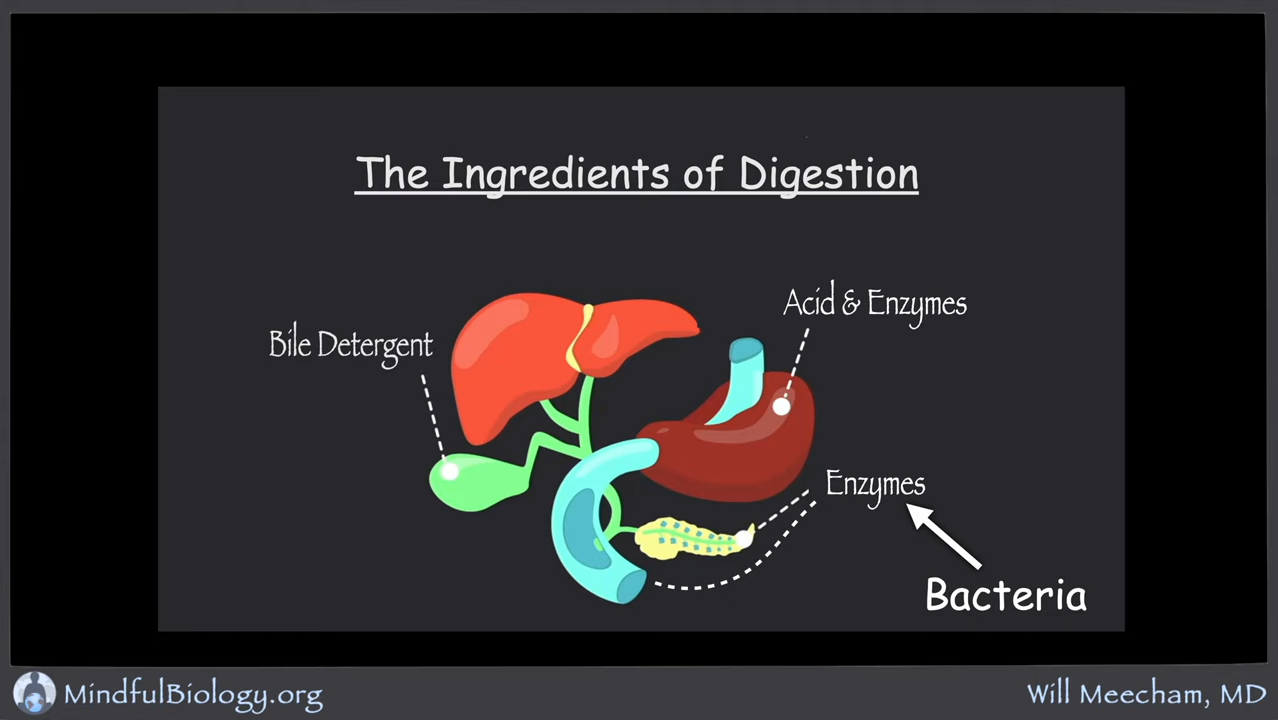 The Ingredients of Digestion
Acid & Enzymes
Bile Detergent
Enzymes
Bacteria
MindfulBiology.org
Will Meecham, MD